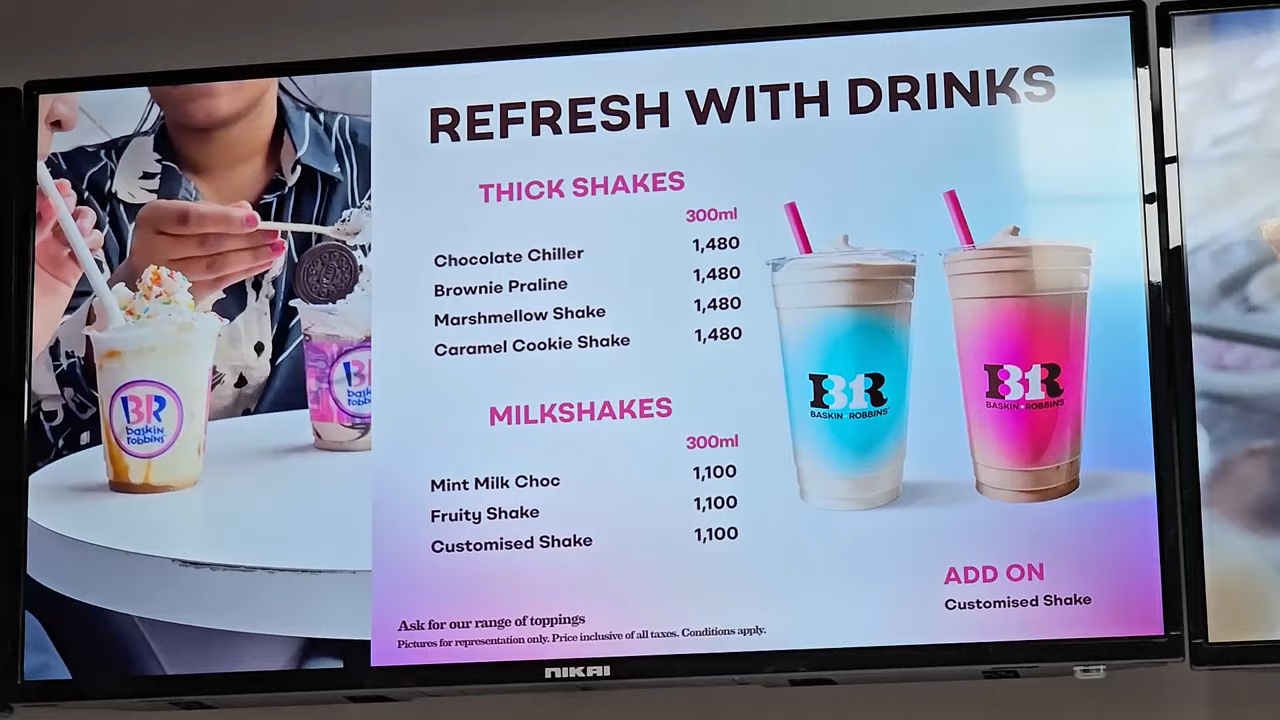 REFRESH WITH DRINKS
THICK SHAKES
300ml
Chocolate Chiller 1,480
Brownie Praline 1,480
Marshmellow Shake 1,480
Caramel Cookie Shake 1,480
MILKSHAKES
300ml
Mint Milk Choc 1,100
Fruity Shake 1,100
Customised Shake 1,100
Ask for our range of toppings
Pictures for representation only. Price inclusive of all taxes. Conditions apply.
ADD ON
Customised Shake
BR
BASKIN ROBBINS
BR
BASKIN ROBBINS
BR
baskin
robbins
NIKAI